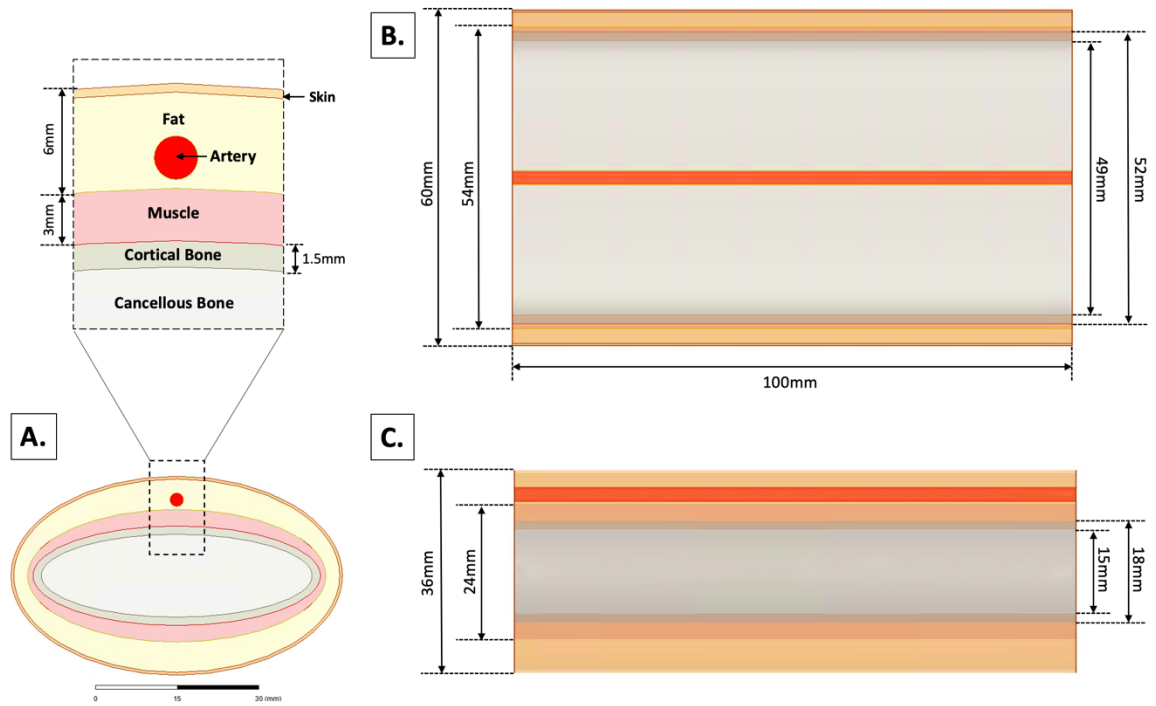 Skin
Fat
Artery
6mm
Muscle
3mm
Cortical Bone
1.5mm
Cancellous Bone
A.
0 15 30 (mm)
B.
60mm
54mm
49mm
52mm
100mm
C.
36mm
24mm
15mm
18mm